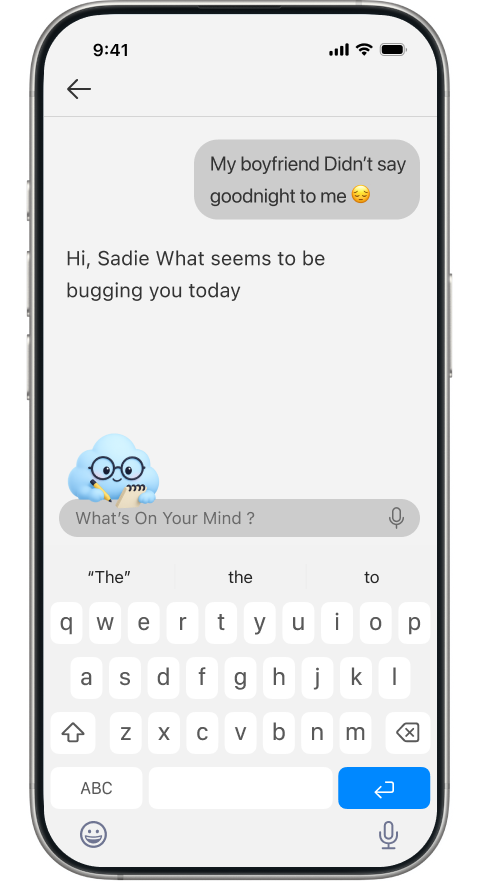 9:41
My boyfriend Didn't say
goodnight to me 😔
Hi, Sadie What seems to be
bugging you today
What's On Your Mind ?
“The” the to
q w e r t y u i o p
a s d f g h j k l
z x c v b n m
ABC